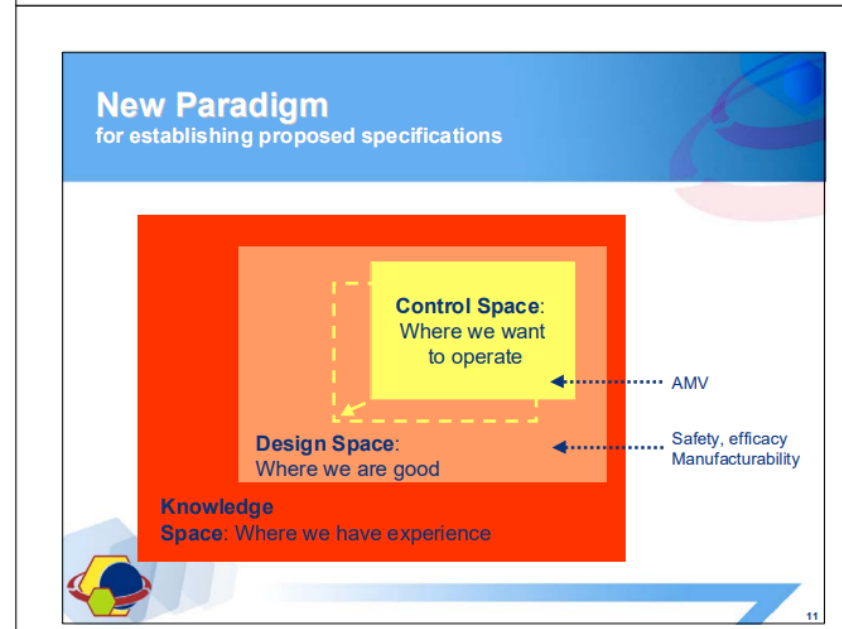 New Paradigm
for establishing proposed specifications
Control Space:
Where we want
to operate
AMV
Safety, efficacy
Manufacturability
Design Space:
Where we are good
Knowledge
Space: Where we have experience
11